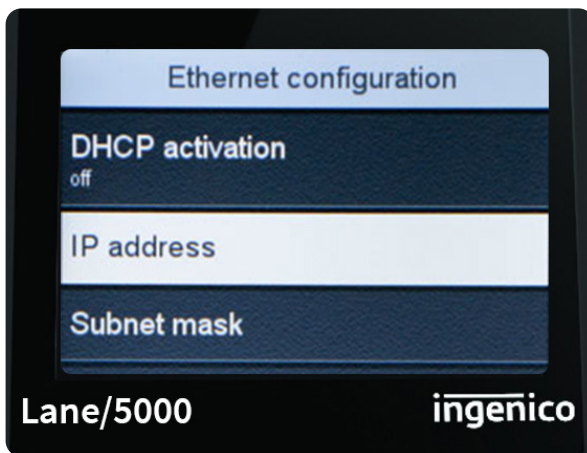 Ethernet configuration
DHCP activation
off
IP address
Subnet mask
Lane/5000
ingenico